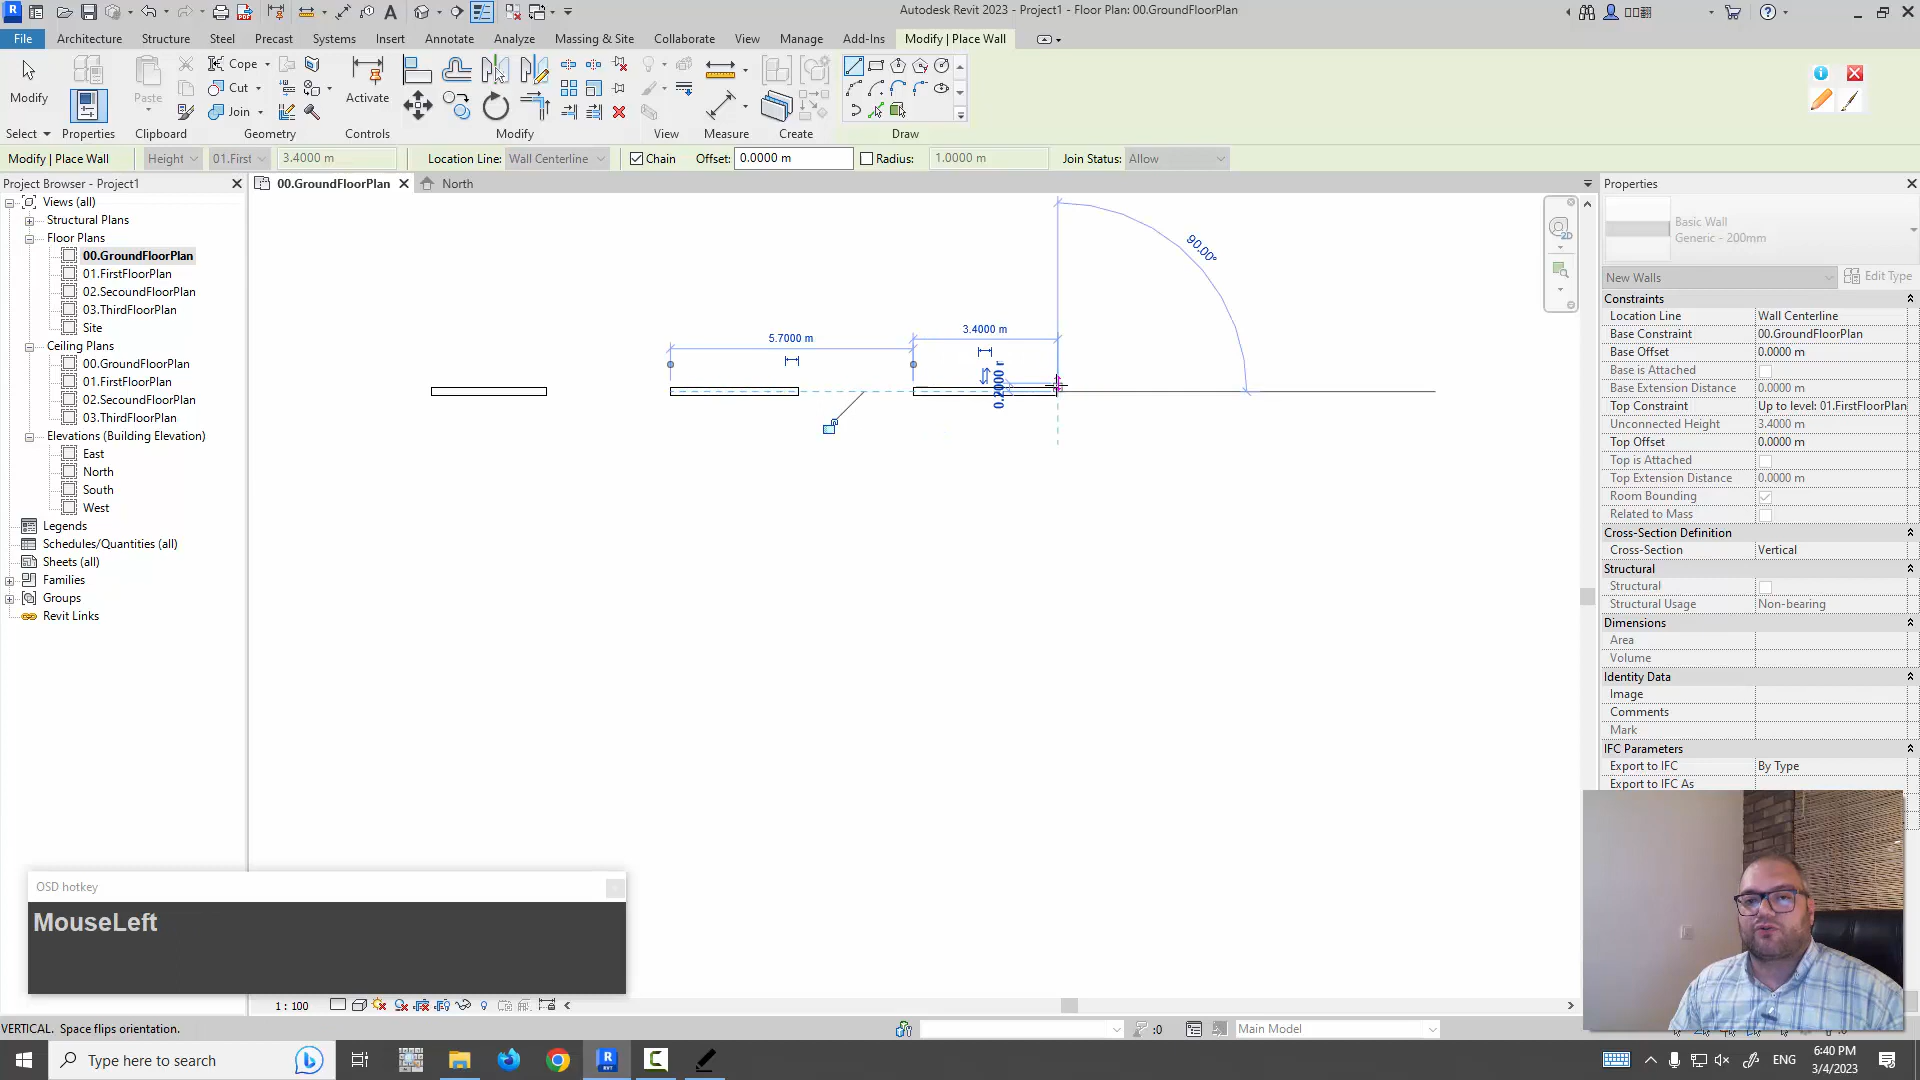 Autodesk Revit 2023 - Project1 - Floor Plan: 00.GroundFloorPlan
File Architecture Structure Steel Precast Systems Insert Annotate Analyze Massing & Site Collaborate View Manage Add-Ins Modify | Place Wall
Modify
Paste
Cope
Cut
Join
Activate
Select Properties Clipboard Geometry Controls Modify View Measure Create Draw
Modify | Place Wall Height 01.First 3.4000 m Location Line: Wall Centerline Chain Offset: 0.0000 m Radius: 1.0000 m Join Status: Allow
Project Browser - Project1
00.GroundFloorPlan
North
Properties
Views (all)
Structural Plans
Floor Plans
00.GroundFloorPlan
01.FirstFloorPlan
02.SecoundFloorPlan
03.ThirdFloorPlan
Site
Ceiling Plans
00.GroundFloorPlan
01.FirstFloorPlan
02.SecoundFloorPlan
03.ThirdFloorPlan
Elevations (Building Elevation)
East
North
South
West
Legends
Schedules/Quantities (all)
Sheets (all)
Families
Groups
Revit Links
90.00°
5.7000 m
3.4000 m
0.2000 r
2D
Basic Wall
Generic - 200mm
New Walls Edit Type
Constraints
Location Line Wall Centerline
Base Constraint 00.GroundFloorPlan
Base Offset 0.0000 m
Base is Attached
Base Extension Distance 0.0000 m
Top Constraint Up to level: 01.FirstFloorPlan
Unconnected Height 3.4000 m
Top Offset 0.0000 m
Top is Attached
Top Extension Distance 0.0000 m
Room Bounding
Related to Mass
Cross-Section Definition
Cross-Section Vertical
Structural
Structural
Structural Usage Non-bearing
Dimensions
Area
Volume
Identity Data
Image
Comments
Mark
IFC Parameters
Export to IFC By Type
Export to IFC As
OSD hotkey
MouseLeft
1 : 100
VERTICAL. Space flips orientation.
:0
Main Model
Type here to search
ENG
6:40 PM
3/4/2023